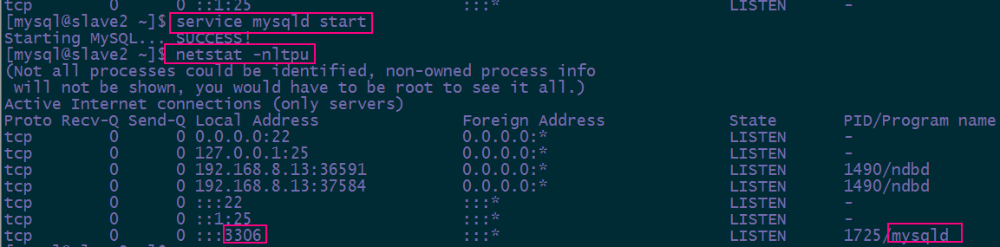 tcp 0 0 ::1:25 :::* LISTEN -
[mysql@slave2 ~]$ service mysqld start
Starting MySQL... SUCCESS!
[mysql@slave2 ~]$ netstat -nltpu
(Not all processes could be identified, non-owned process info
will not be shown, you would have to be root to see it all.)
Active Internet connections (only servers)
Proto Recv-Q Send-Q Local Address Foreign Address State PID/Program name
tcp 0 0 0.0.0.0:22 0.0.0.0:* LISTEN -
tcp 0 0 127.0.0.1:25 0.0.0.0:* LISTEN -
tcp 0 0 192.168.8.13:36591 0.0.0.0:* LISTEN 1490/ndbd
tcp 0 0 192.168.8.13:37584 0.0.0.0:* LISTEN 1490/ndbd
tcp 0 0 :::22 :::* LISTEN -
tcp 0 0 ::1:25 :::* LISTEN -
tcp 0 0 :::3306 :::* LISTEN 1725/mysqld